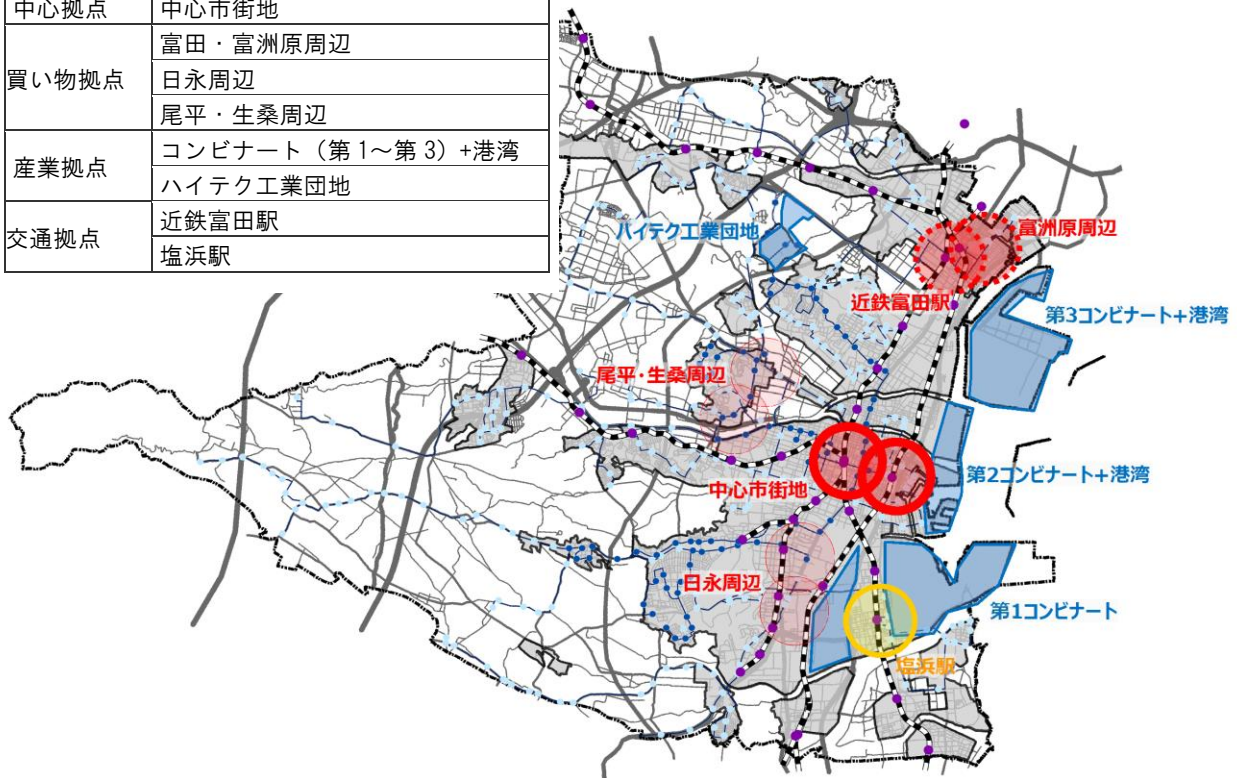 中心拠点 中心市街地
買い物拠点 富田・富洲原周辺
日永周辺
尾平・生桑周辺
産業拠点 コンビナート（第1～第3）+港湾
ハイテク工業団地
交通拠点 近鉄富田駅
塩浜駅
ハイテク工業団地
富洲原周辺
近鉄富田駅
第3コンビナート+港湾
尾平・生桑周辺
第2コンビナート+港湾
中心市街地
日永周辺
第1コンビナート
塩浜駅